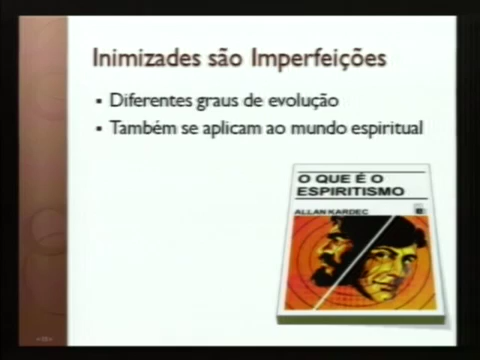 Inimizades são Imperfeições
▪ Diferentes graus de evolução
▪ Também se aplicam ao mundo espiritual
O QUE É O
ESPIRITISMO
ALLAN KARDEC